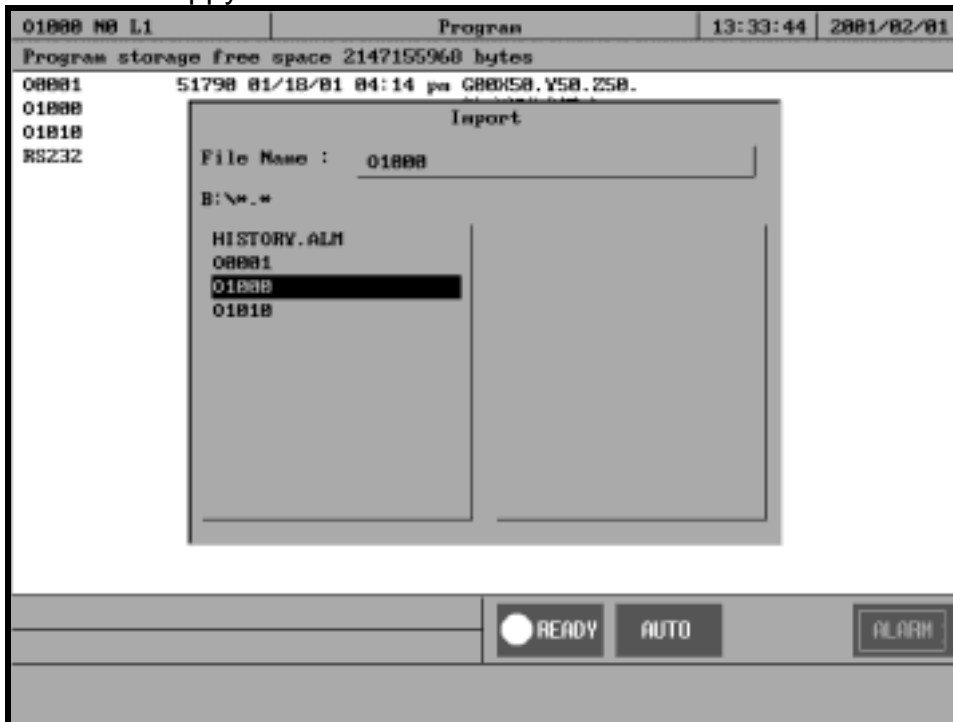 O1000 N0 L1 Program 13:33:44 2001/02/01
Program storage free space 2147155968 bytes
O0001 51790 01/18/01 04:14 pm G00X50.Y50.Z50.
O1000
O1010
RS232
Import
File Name : O1000
B:\*.*
HISTORY.ALM
O0001
O1000
O1010
READY AUTO ALARM